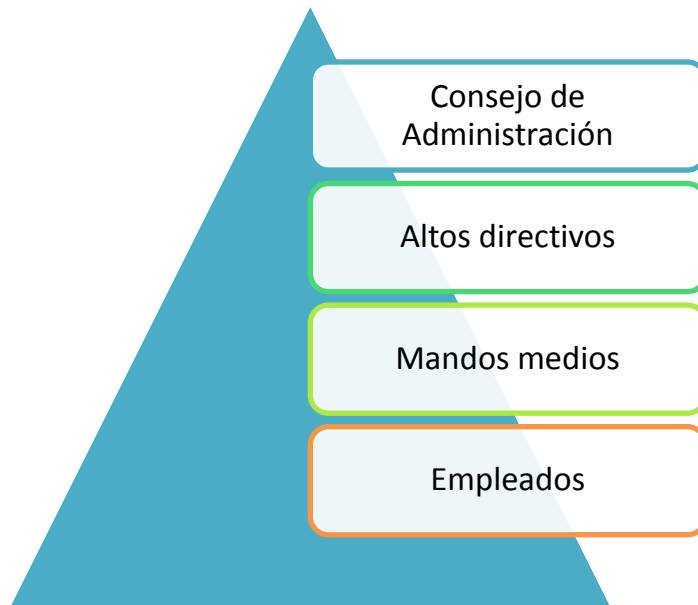 Consejo de
Administración
Altos directivos
Mandos medios
Empleados